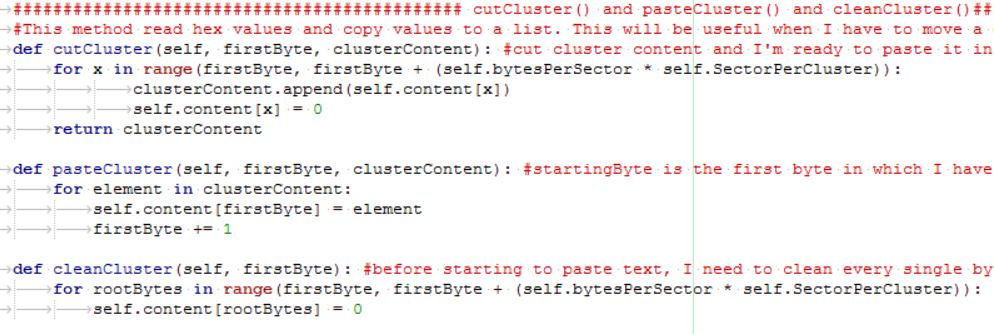 ############################################# cutCluster() and pasteCluster() and cleanCluster()##
#This method read hex values and copy values to a list. This will be useful when I have to move a
def cutCluster(self, firstByte, clusterContent): #cut cluster content and I'm ready to paste it in
for x in range(firstByte, firstByte + (self.bytesPerSector * self.SectorPerCluster)):
clusterContent.append(self.content[x])
self.content[x] = 0
return clusterContent
def pasteCluster(self, firstByte, clusterContent): #startingByte is the first byte in which I have
for element in clusterContent:
self.content[firstByte] = element
firstByte += 1
def cleanCluster(self, firstByte): #before starting to paste text, I need to clean every single by
for rootBytes in range(firstByte, firstByte + (self.bytesPerSector * self.SectorPerCluster)):
self.content[rootBytes] = 0